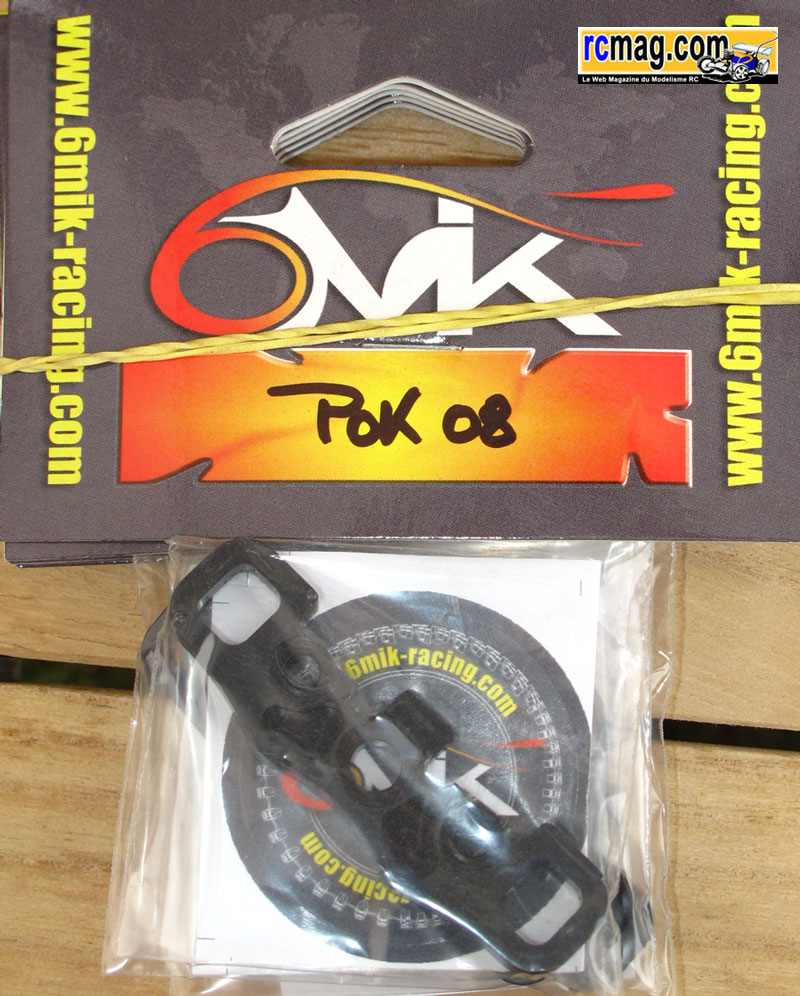 rcmag.com
Le Web Magazine du Modelisme RC
www.6mik-racing.com
6MiK
www.6mik-racing.com
POK 08
6mik-racing.com
racing.com